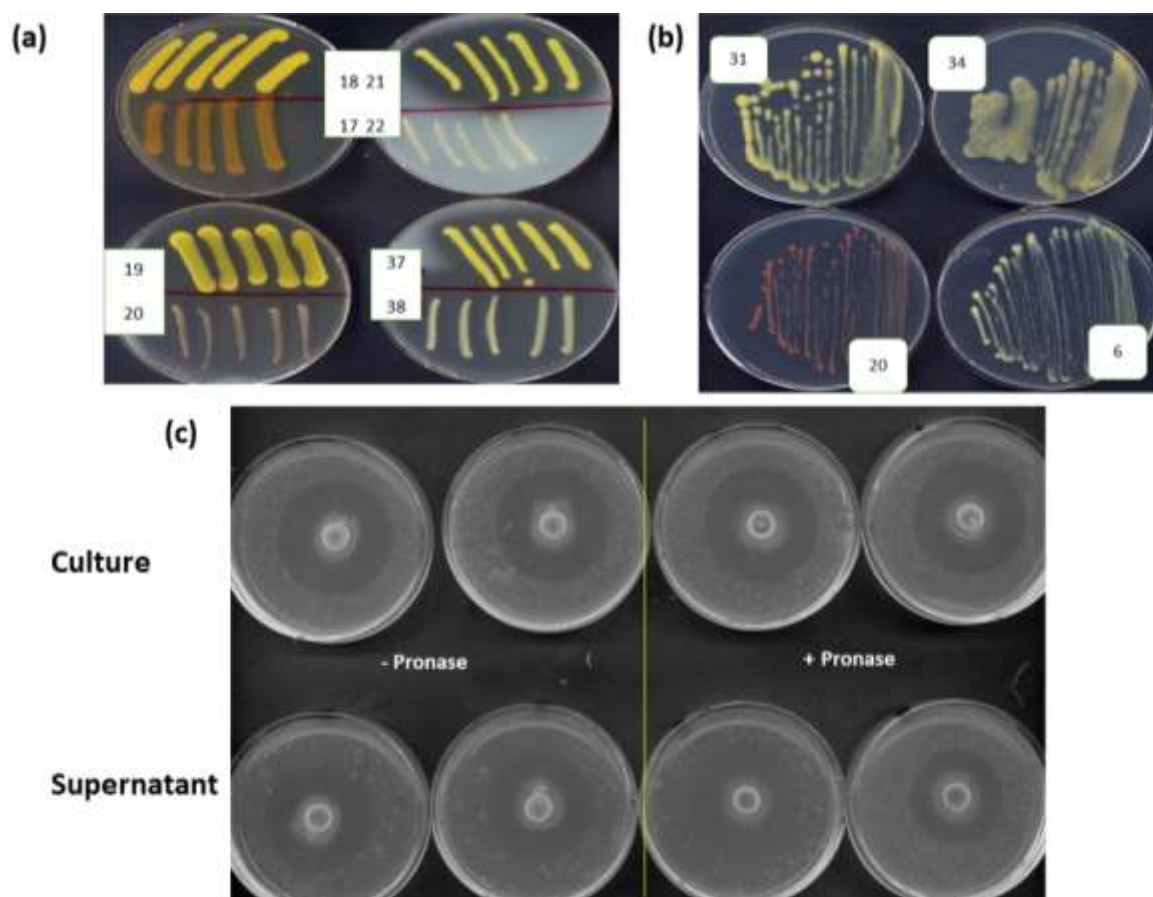 (a)
18 21
17 22
19
20
37
38
(b)
31
34
20
6
(c)
Culture
- Pronase
+ Pronase
Supernatant